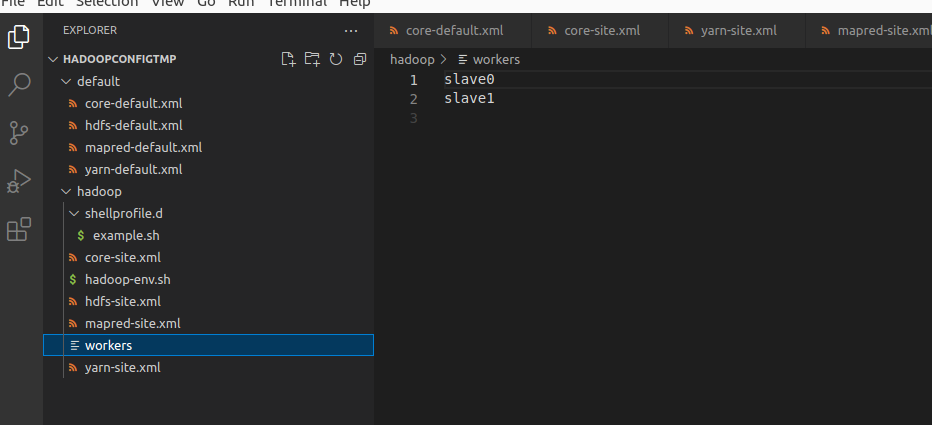 File Edit Selection View Go Run Terminal Help
EXPLORER
HADOOPCONFIGTMP
default
core-default.xml
hdfs-default.xml
mapred-default.xml
yarn-default.xml
hadoop
shellprofile.d
$ example.sh
core-site.xml
$ hadoop-env.sh
hdfs-site.xml
mapred-site.xml
workers
yarn-site.xml
core-default.xml core-site.xml yarn-site.xml mapred-site.xml
hadoop > workers
1 slave0
2 slave1
3